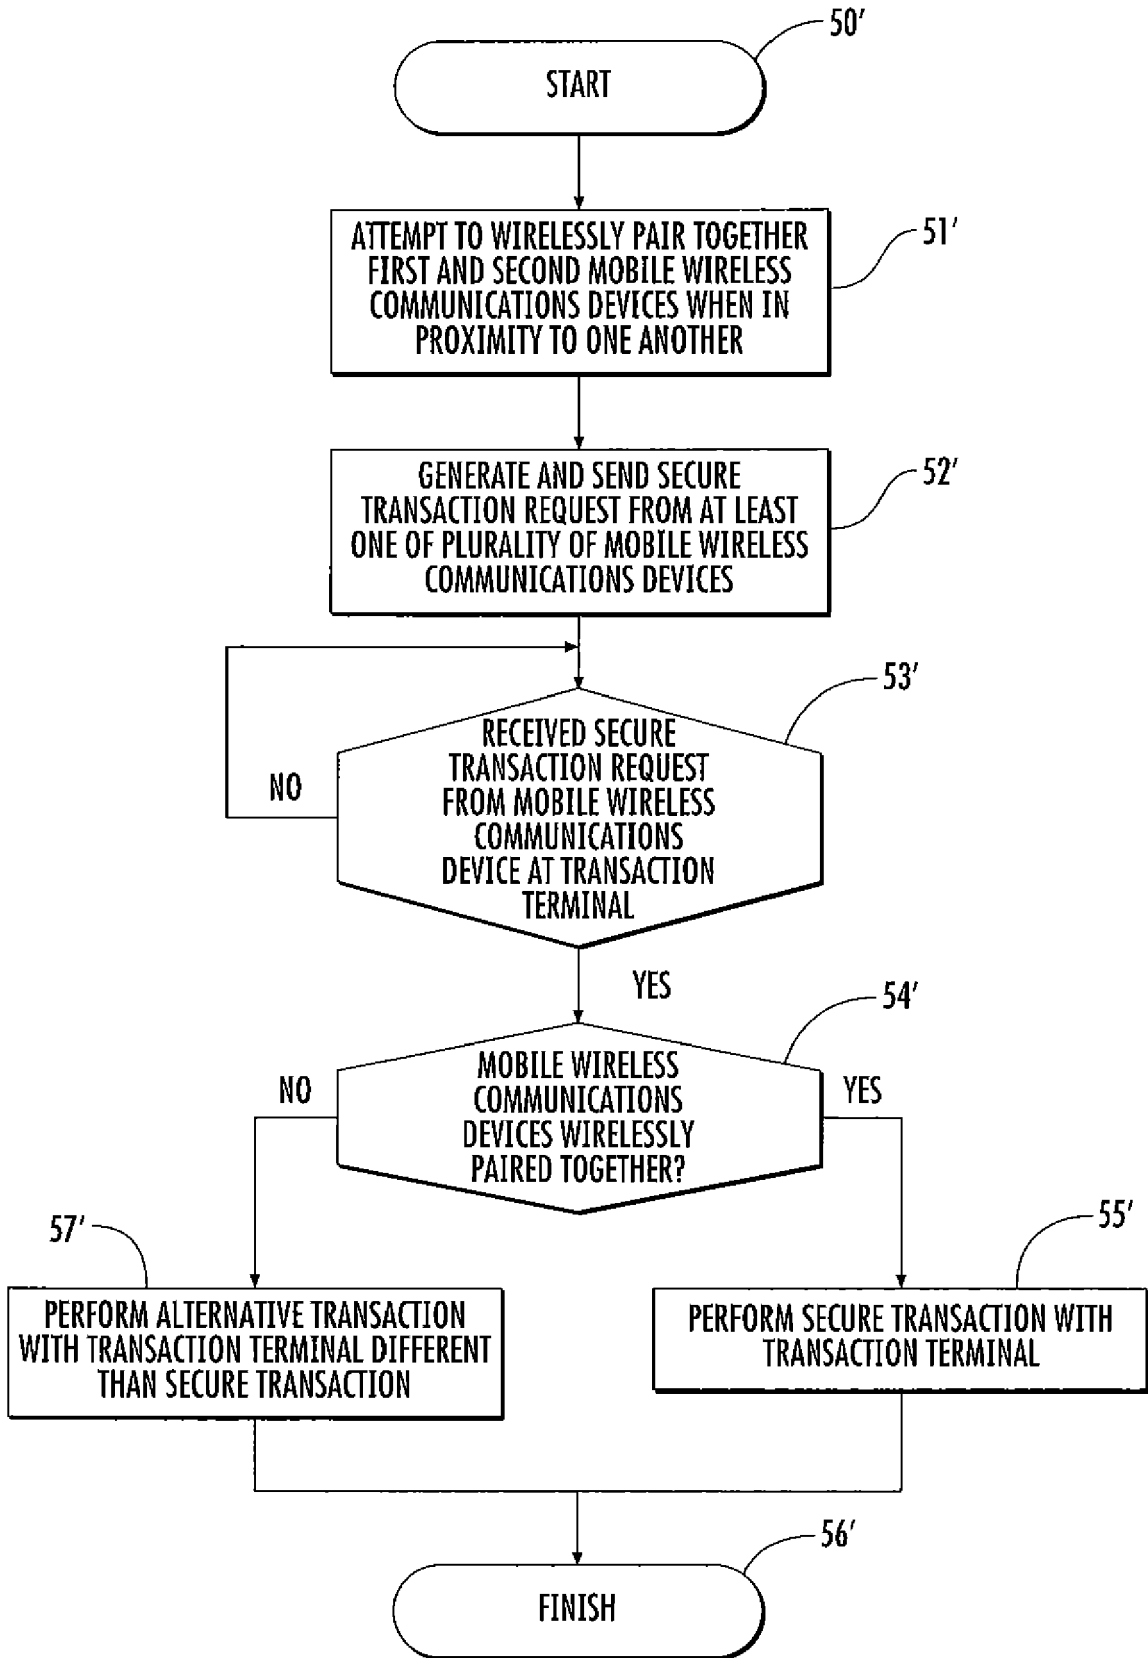 50'
START
51'
ATTEMPT TO WIRELESSLY PAIR TOGETHER
FIRST AND SECOND MOBILE WIRELESS
COMMUNICATIONS DEVICES WHEN IN
PROXIMITY TO ONE ANOTHER
52'
GENERATE AND SEND SECURE
TRANSACTION REQUEST FROM AT LEAST
ONE OF PLURALITY OF MOBILE WIRELESS
COMMUNICATIONS DEVICES
53'
RECEIVED SECURE
TRANSACTION REQUEST
FROM MOBILE WIRELESS
COMMUNICATIONS
DEVICE AT TRANSACTION
TERMINAL
NO
YES
54'
MOBILE WIRELESS
COMMUNICATIONS
DEVICES WIRELESSLY
PAIRED TOGETHER?
NO
YES
57'
PERFORM ALTERNATIVE TRANSACTION
WITH TRANSACTION TERMINAL DIFFERENT
THAN SECURE TRANSACTION
55'
PERFORM SECURE TRANSACTION WITH
TRANSACTION TERMINAL
56'
FINISH